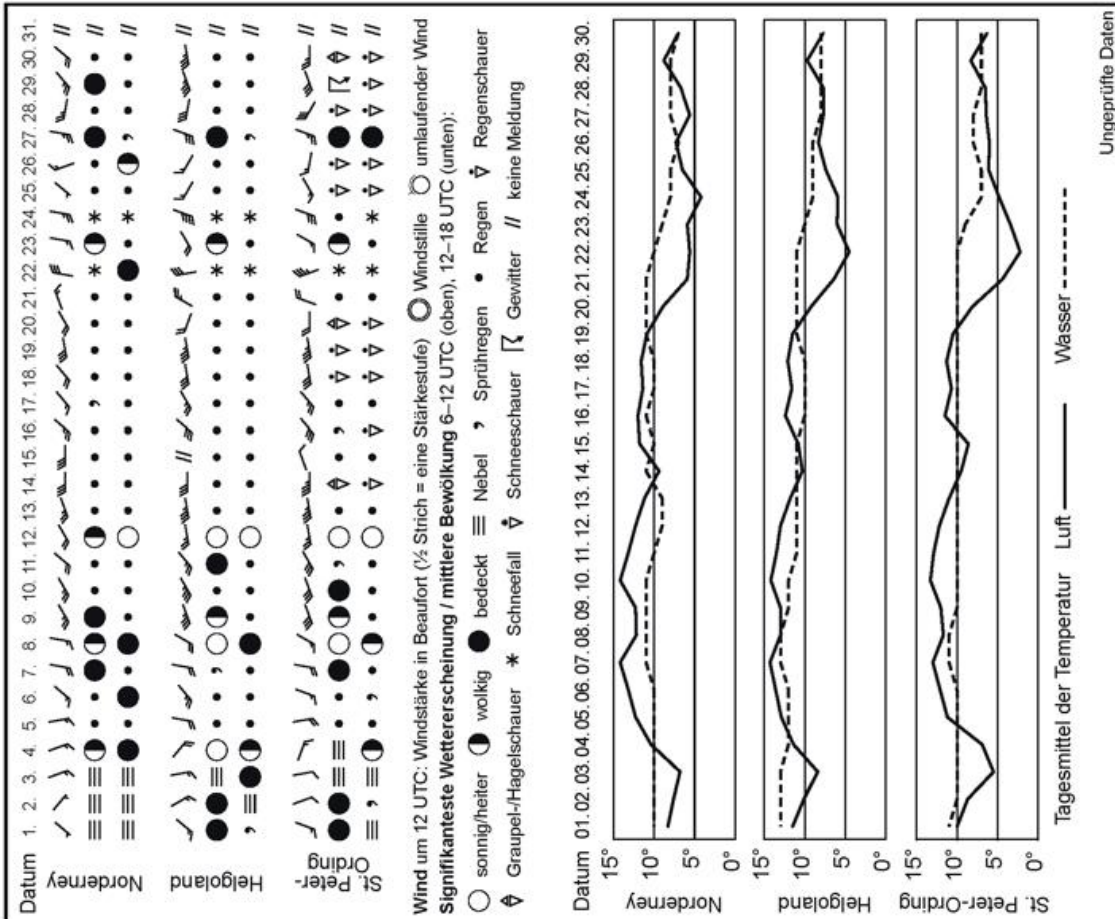 Datum 1. 2. 3. 4. 5. 6. 7. 8. 9. 10. 11. 12. 13. 14. 15. 16. 17. 18. 19. 20. 21. 22. 23. 24. 25. 26. 27. 28. 29. 30. 31.
Norderney
Helgoland
St. Peter-
Ording
Wind um 12 UTC: Windstärke in Beaufort (½ Strich = eine Stärkestufe) Windstille umlaufender Wind
Signifikanteste Wettererscheinung / mittlere Bewölkung 6–12 UTC (oben), 12–18 UTC (unten):
sonnig/heiter wolkig bedeckt Nebel Sprühregen Regen Regenschauer
Graupel-/Hagelschauer Schneefall Schneeschauer Gewitter keine Meldung
Datum 01. 02. 03. 04. 05. 06. 07. 08. 09. 10. 11. 12. 13. 14. 15. 16. 17. 18. 19. 20. 21. 22. 23. 24. 25. 26. 27. 28. 29. 30.
15°
10°
5°
0°
Norderney
15°
10°
5°
0°
Helgoland
15°
10°
5°
0°
St. Peter-Ording
Tagesmittel der Temperatur Luft Wasser
Ungeprüfte Daten